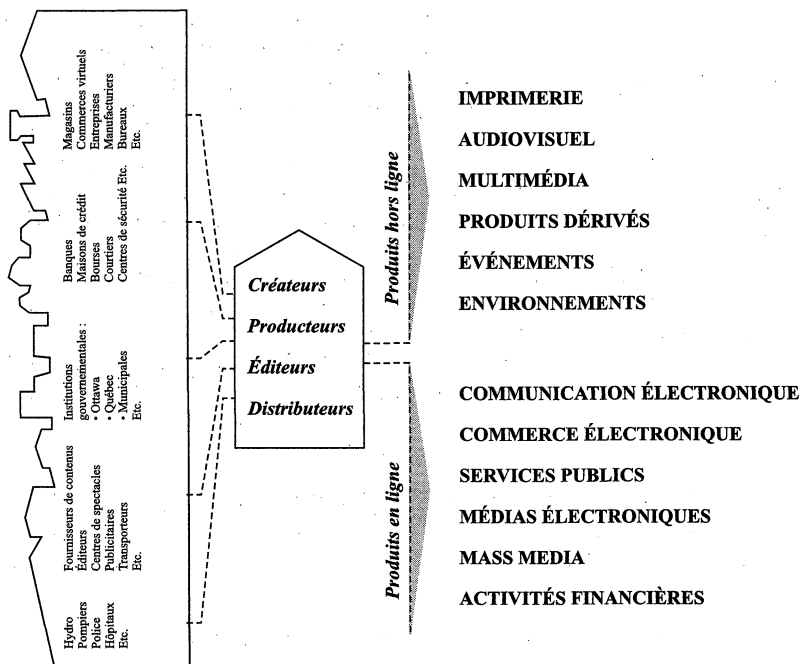 Magasins
Commerces virtuels
Entreprises
Manufacturiers
Bureaux
Etc.
Banques
Maisons de crédit
Bourses
Courtiers
Centres de sécurité Etc.
Institutions
gouvernementales :
• Ottawa
• Québec
• Municipales
Etc.
Fournisseurs de contenus
Éditeurs
Centres de spectacles
Publicitaires
Transporteurs
Etc.
Hydro
Pompiers
Police
Hôpitaux
Etc.
Créateurs
Producteurs
Éditeurs
Distributeurs
Produits hors ligne
IMPRIMERIE
AUDIOVISUEL
MULTIMÉDIA
PRODUITS DÉRIVÉS
ÉVÉNEMENTS
ENVIRONNEMENTS
Produits en ligne
COMMUNICATION ÉLECTRONIQUE
COMMERCE ÉLECTRONIQUE
SERVICES PUBLICS
MÉDIAS ÉLECTRONIQUES
MASS MEDIA
ACTIVITÉS FINANCIÈRES